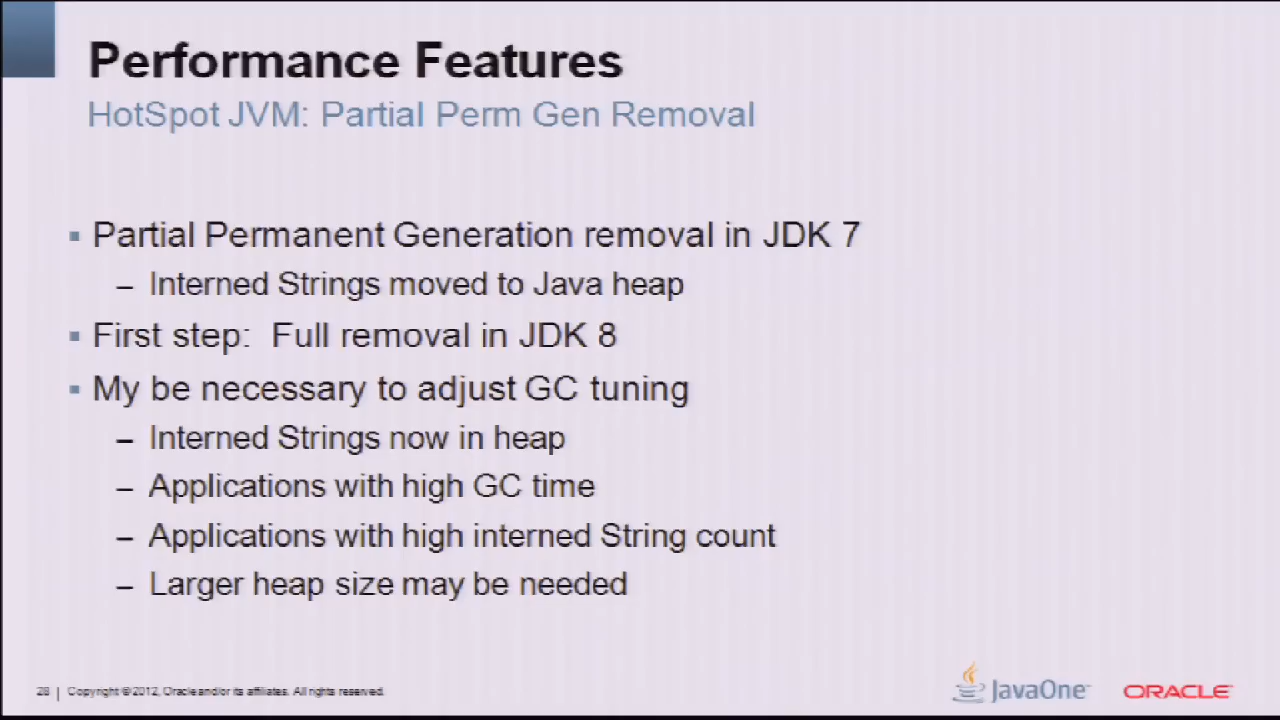 Performance Features
HotSpot JVM: Partial Perm Gen Removal
▪ Partial Permanent Generation removal in JDK 7
– Interned Strings moved to Java heap
▪ First step: Full removal in JDK 8
▪ My be necessary to adjust GC tuning
– Interned Strings now in heap
– Applications with high GC time
– Applications with high interned String count
– Larger heap size may be needed
28 | Copyright © 2012, Oracle and/or its affiliates. All rights reserved.
JavaOne™
ORACLE